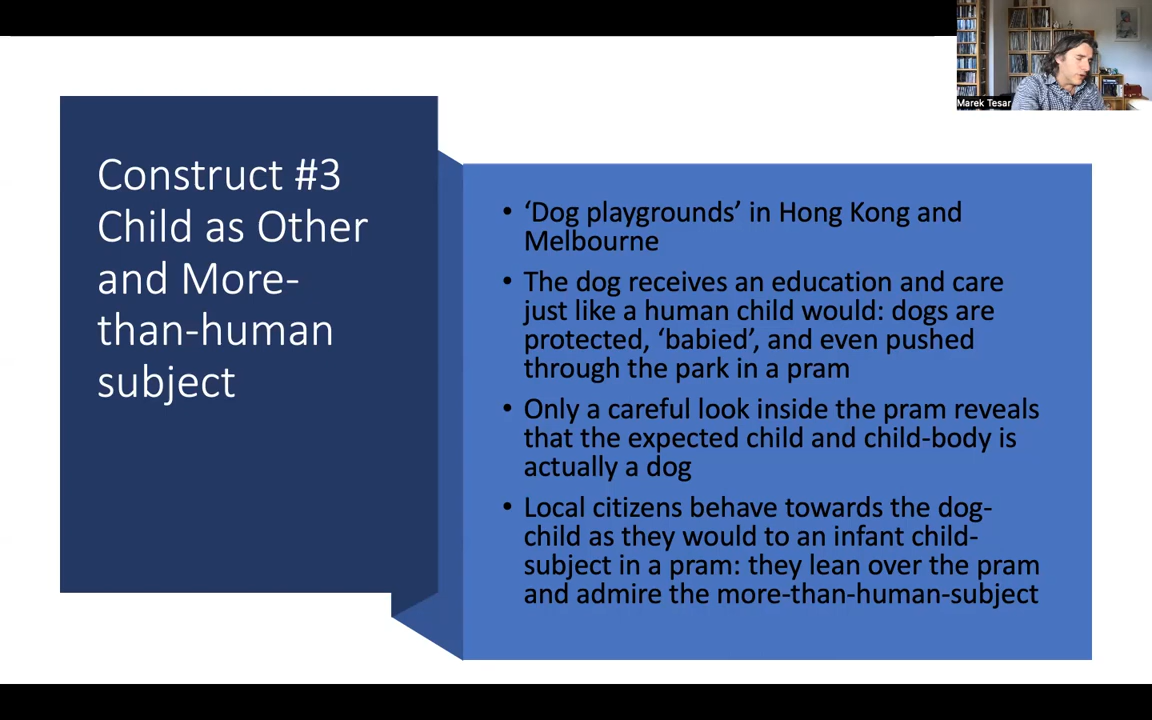 Marek Tesar
Construct #3
Child as Other
and More-
than-human
subject
• ‘Dog playgrounds’ in Hong Kong and
Melbourne
• The dog receives an education and care
just like a human child would: dogs are
protected, ‘babied’, and even pushed
through the park in a pram
• Only a careful look inside the pram reveals
that the expected child and child-body is
actually a dog
• Local citizens behave towards the dog-
child as they would to an infant child-
subject in a pram: they lean over the pram
and admire the more-than-human-subject